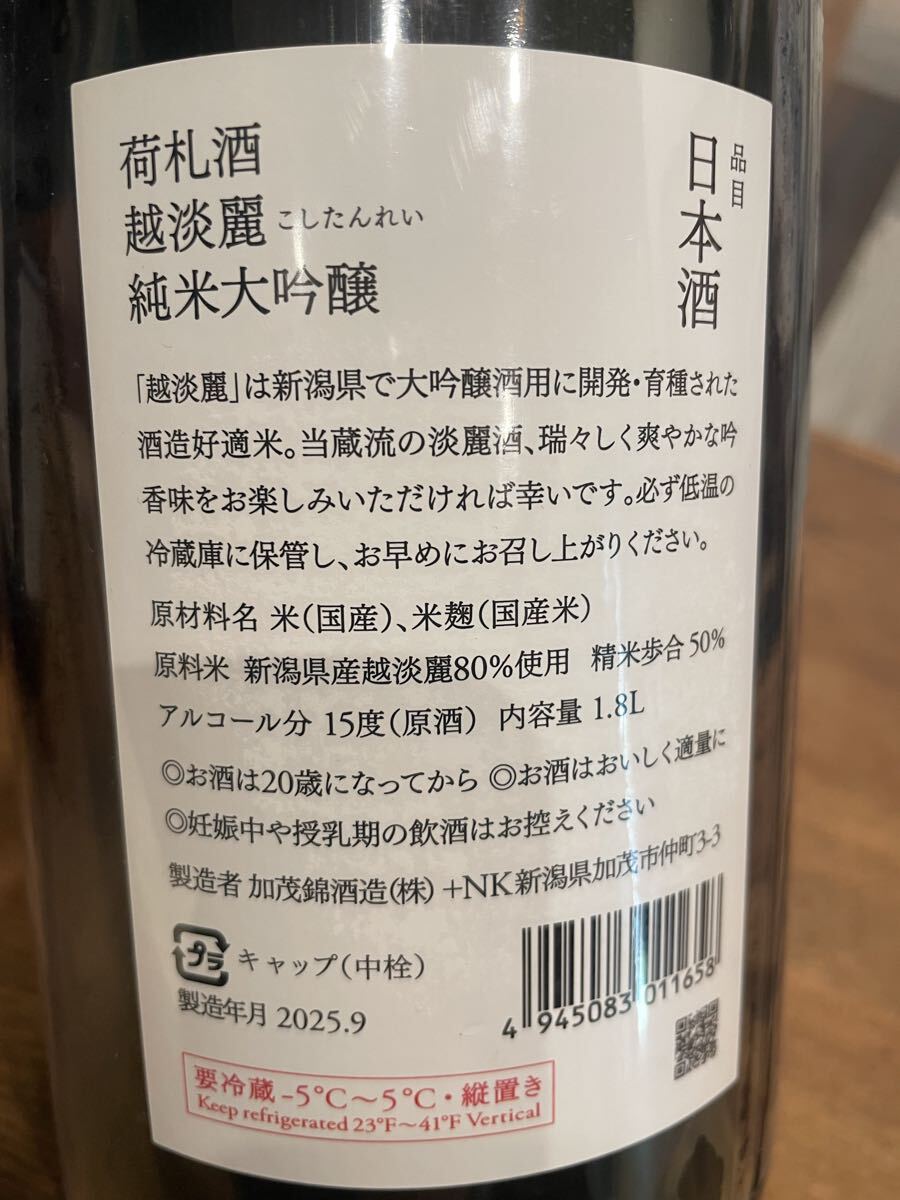 品目
日本酒
荷札酒
越淡麗 こしたんれい
純米大吟醸
「越淡麗」は新潟県で大吟醸酒用に開発・育種された
酒造好適米。当蔵流の淡麗酒、瑞々しく爽やかな吟
香味をお楽しみいただければ幸いです。必ず低温の
冷蔵庫に保管し、お早めにお召し上がりください。
原材料名 米(国産)、米麹(国産米)
原料米 新潟県産越淡麗80%使用 精米歩合50%
アルコール分 15度(原酒) 内容量 1.8L
◎お酒は20歳になってから ◎お酒はおいしく適量に
◎妊娠中や授乳期の飲酒はお控えください
製造者 加茂錦酒造(株)+NK新潟県加茂市仲町3-3
プラ キャップ(中栓)
製造年月 2025.9
4 945083 011658
要冷蔵 -5°C～5°C・縦置き
Keep refrigerated 23°F～41°F Vertical